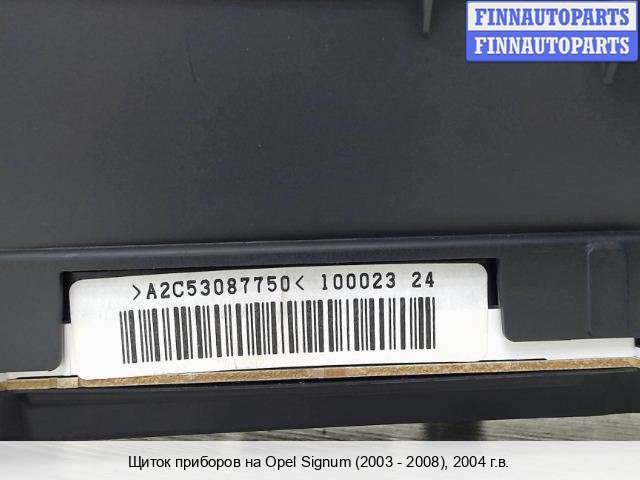 FINNAUTOPARTS
FINNAUTOPARTS
>A2C53087750< 100023 24
Щиток приборов на Opel Signum (2003 - 2008), 2004 г.в.